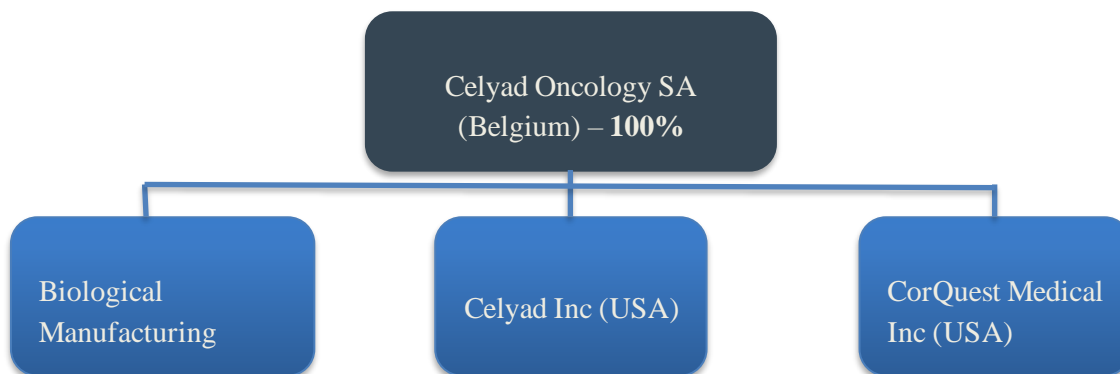 Celyad Oncology SA
(Belgium) – 100%
Biological
Manufacturing
Celyad Inc (USA)
CorQuest Medical
Inc (USA)